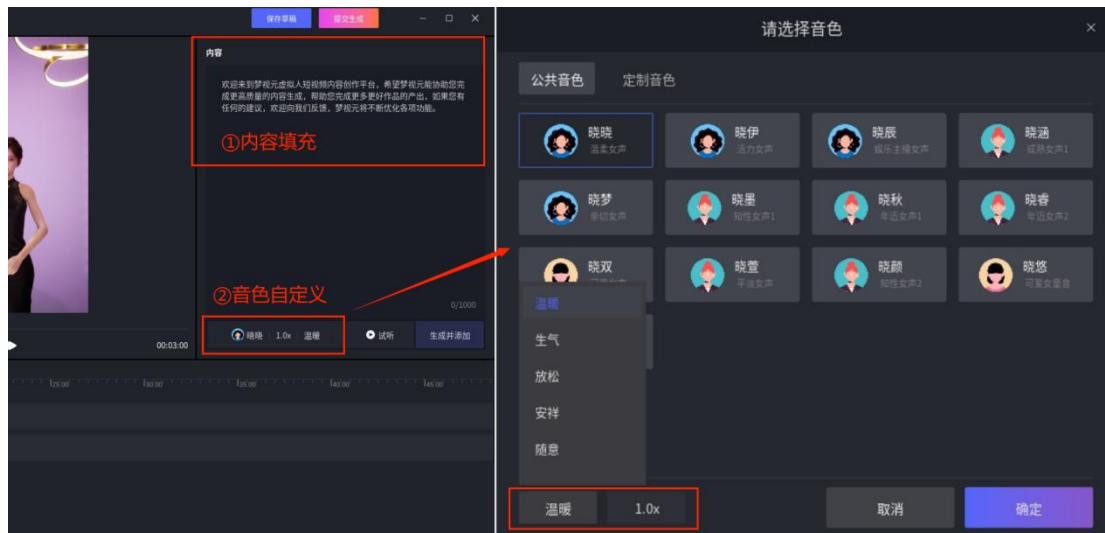 保存草稿 提交生成
内容
欢迎来到梦视元虚拟人短视频内容创作平台，希望梦视元能协助您完
成更高质量的内容生成，帮助您完成更多更好作品的产出，如果您有
任何的建议，欢迎向我们反馈，梦视元将不断优化各项功能。
①内容填充
②音色自定义
0/1000
晓晓 1.0x 温暖 试听 生成并添加
00:03:00
25:00 30:00 35:00 40:00 45:00
请选择音色
公共音色 定制音色
晓晓 晓伊 晓辰 晓涵
温柔女声 活力女声 娱乐主播女声 成熟女声1
晓梦 晓墨 晓秋 晓睿
亲切女声 知性女声1 年迈女声1 年迈女声2
晓双 晓萱 晓颜 晓悠
平淡女声 知性女声2 可爱女童音
温暖
生气
放松
安祥
随意
温暖 1.0x 取消 确定